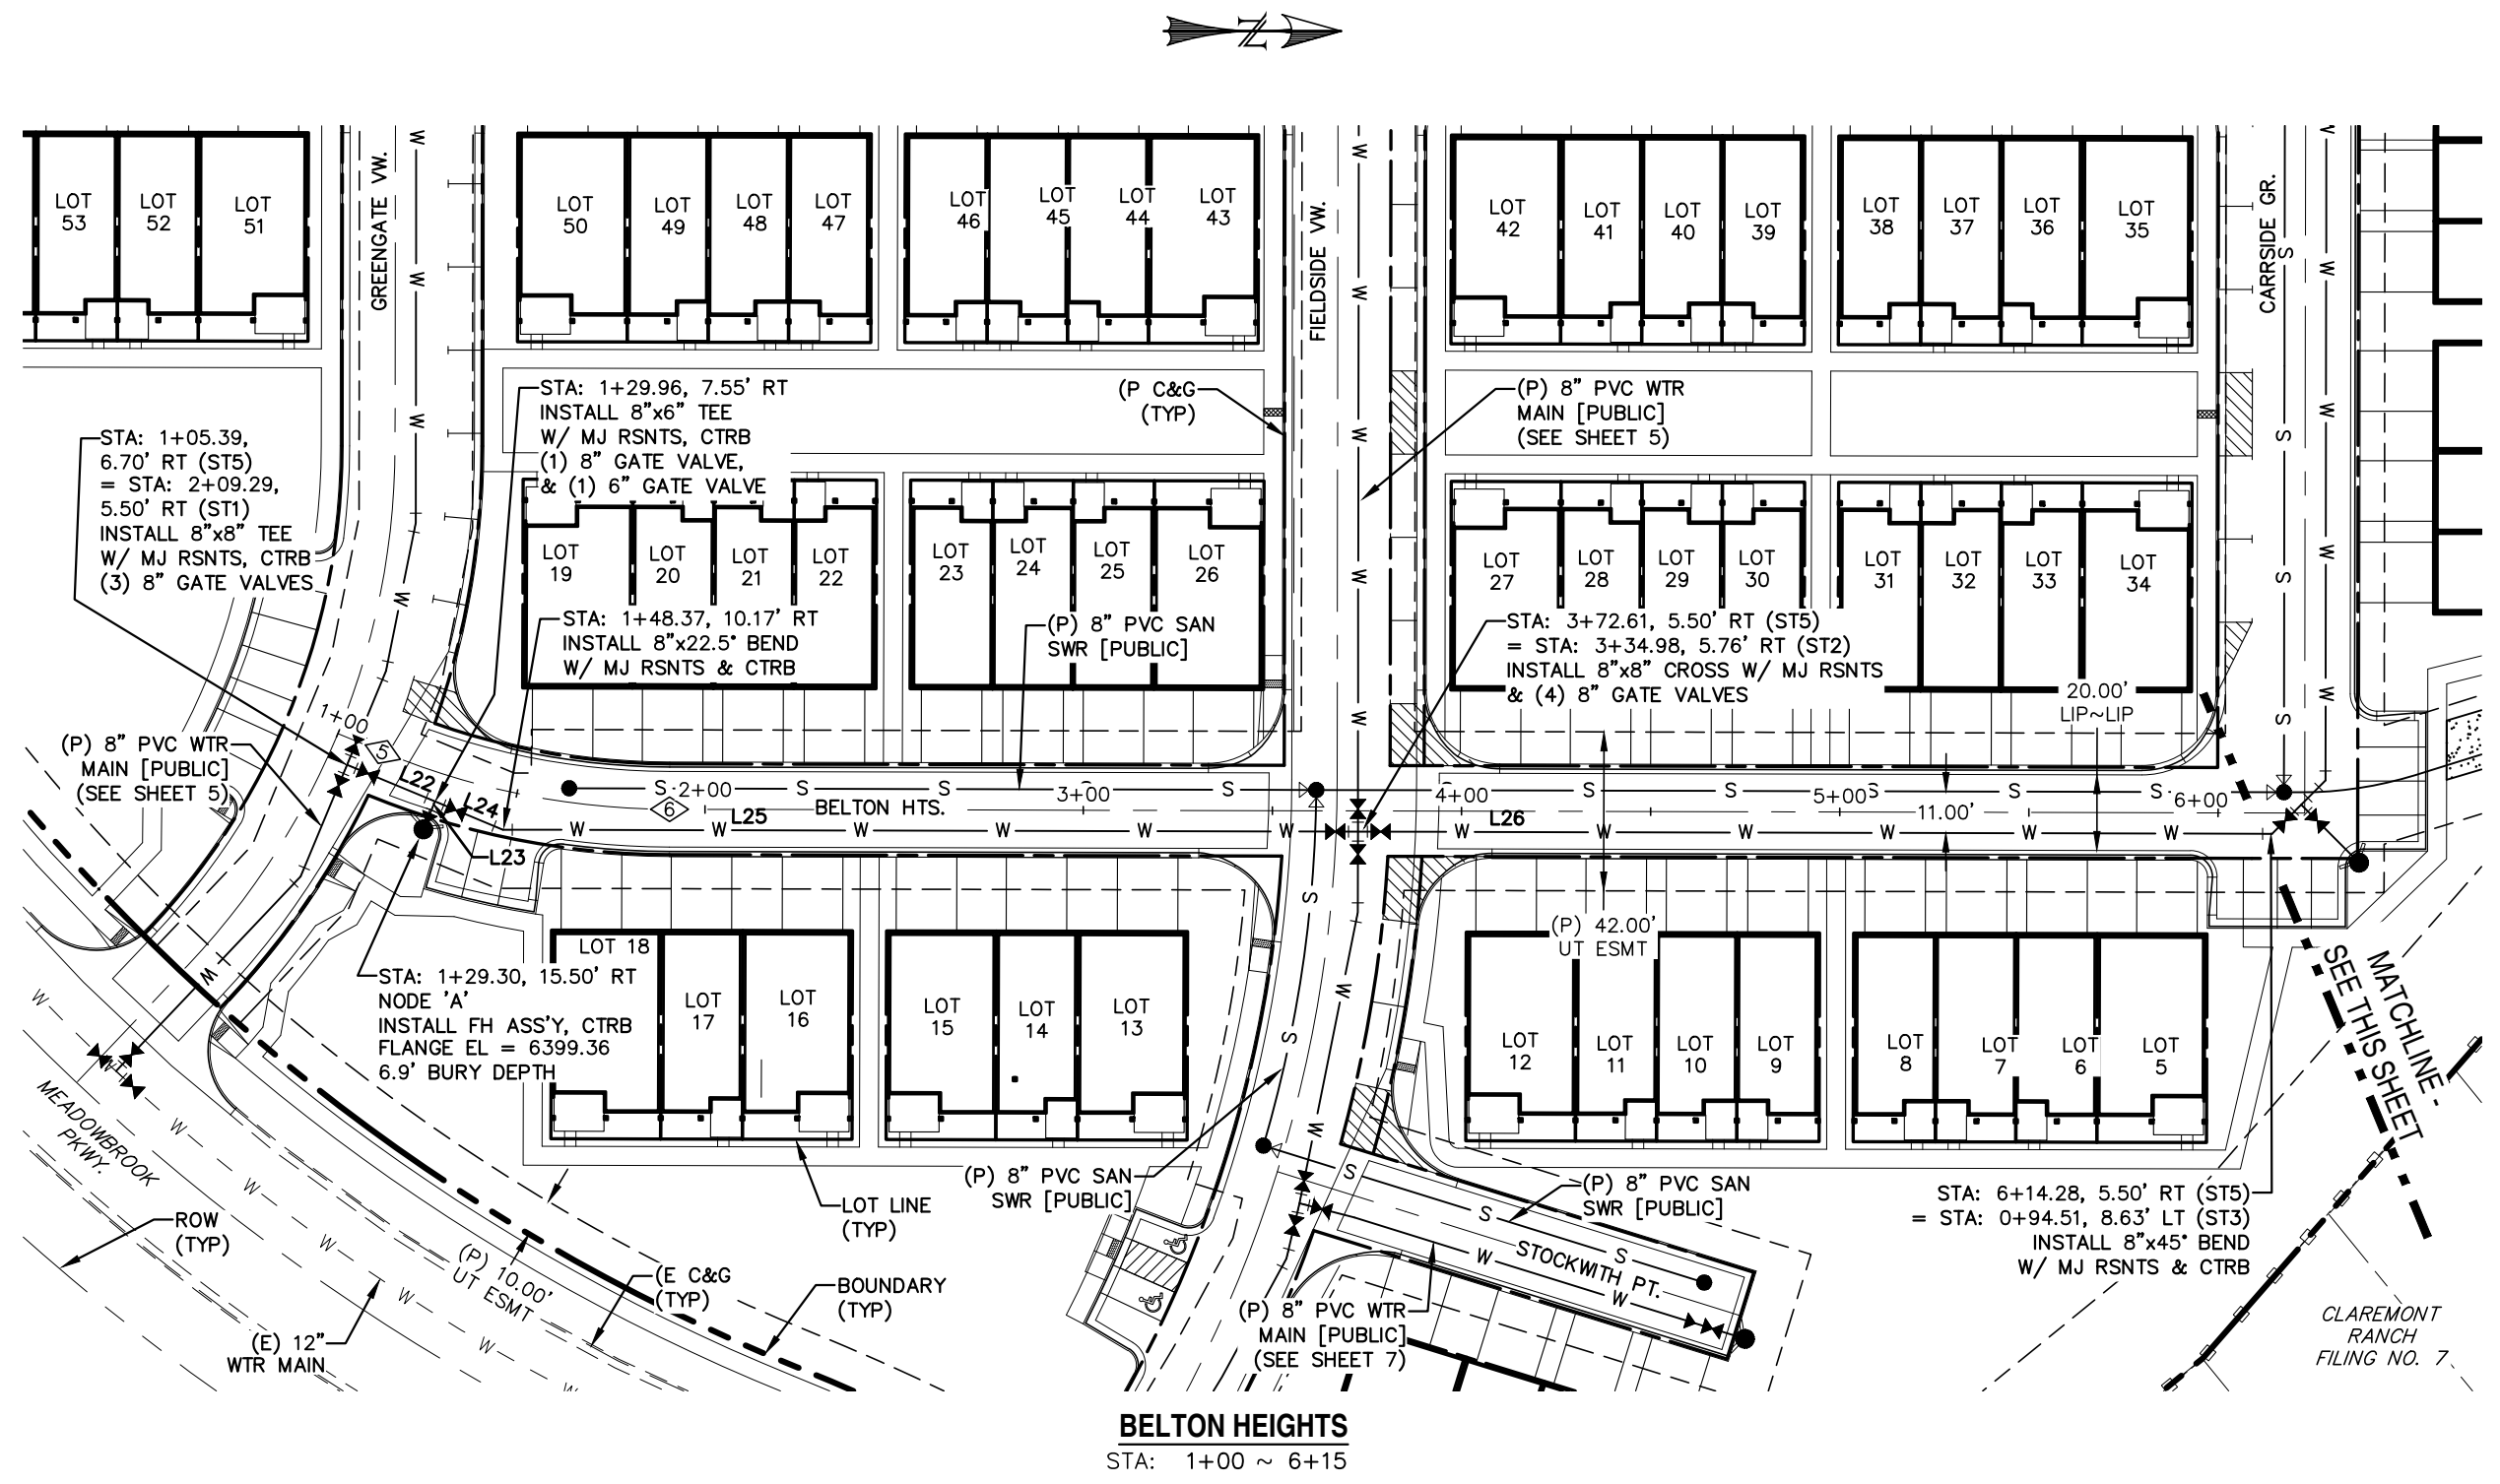 N
LOT
53
LOT
52
LOT
51
GREENGATE VW.
LOT
50
LOT
49
LOT
48
LOT
47
LOT
46
LOT
45
LOT
44
LOT
43
FIELDSIDE VW.
LOT
42
LOT
41
LOT
40
LOT
39
LOT
38
LOT
37
LOT
36
LOT
35
CARRSIDE GR.
STA: 1+05.39,
6.70' RT (ST5)
= STA: 2+09.29,
5.50' RT (ST1)
INSTALL 8"x8" TEE
W/ MJ RSNTS, CTRB
(3) 8" GATE VALVES
STA: 1+29.96, 7.55' RT
INSTALL 8"x6" TEE
W/ MJ RSNTS, CTRB
(1) 8" GATE VALVE,
& (1) 6" GATE VALVE
(P C&G
(TYP)
(P) 8" PVC WTR
MAIN [PUBLIC]
(SEE SHEET 5)
LOT
19
LOT
20
LOT
21
LOT
22
LOT
23
LOT
24
LOT
25
LOT
26
LOT
27
LOT
28
LOT
29
LOT
30
LOT
31
LOT
32
LOT
33
LOT
34
STA: 1+48.37, 10.17' RT
INSTALL 8"x22.5° BEND
W/ MJ RSNTS & CTRB
(P) 8" PVC SAN
SWR [PUBLIC]
STA: 3+72.61, 5.50' RT (ST5)
= STA: 3+34.98, 5.76' RT (ST2)
INSTALL 8"x8" CROSS W/ MJ RSNTS
& (4) 8" GATE VALVES
20.00'
LIP~LIP
(P) 8" PVC WTR
MAIN [PUBLIC]
(SEE SHEET 5)
1+00
5
L22
L24
L23
6
2+00
L25
BELTON HTS.
3+00
4+00
L26
5+00
11.00'
6+00
S S S S S S S S S S S S S S S S S S S S
W W W W W W W W W W W W W W W W W W W W W W W W W W W W W W W W W W W W W W W
STA: 1+29.30, 15.50' RT
NODE 'A'
INSTALL FH ASS'Y, CTRB
FLANGE EL = 6399.36
6.9' BURY DEPTH
LOT 18
LOT
17
LOT
16
LOT
15
LOT
14
LOT
13
(P) 42.00'
UT ESMT
LOT
12
LOT
11
LOT
10
LOT
9
LOT
8
LOT
7
LOT
6
LOT
5
MATCHLINE -
SEE THIS SHEET
MEADOWBROOK
PKWY.
ROW
(TYP)
(P) 10.00'
UT ESMT
(E C&G
(TYP)
BOUNDARY
(TYP)
(E) 12"
WTR MAIN
LOT LINE
(TYP)
(P) 8" PVC SAN
SWR [PUBLIC]
(P) 8" PVC SAN
SWR [PUBLIC]
STOCKWITH PT.
(P) 8" PVC WTR
MAIN [PUBLIC]
(SEE SHEET 7)
STA: 6+14.28, 5.50' RT (ST5)
= STA: 0+94.51, 8.63' LT (ST3)
INSTALL 8"x45° BEND
W/ MJ RSNTS & CTRB
CLAREMONT
RANCH
FILING NO. 7
BELTON HEIGHTS
STA: 1+00 ~ 6+15